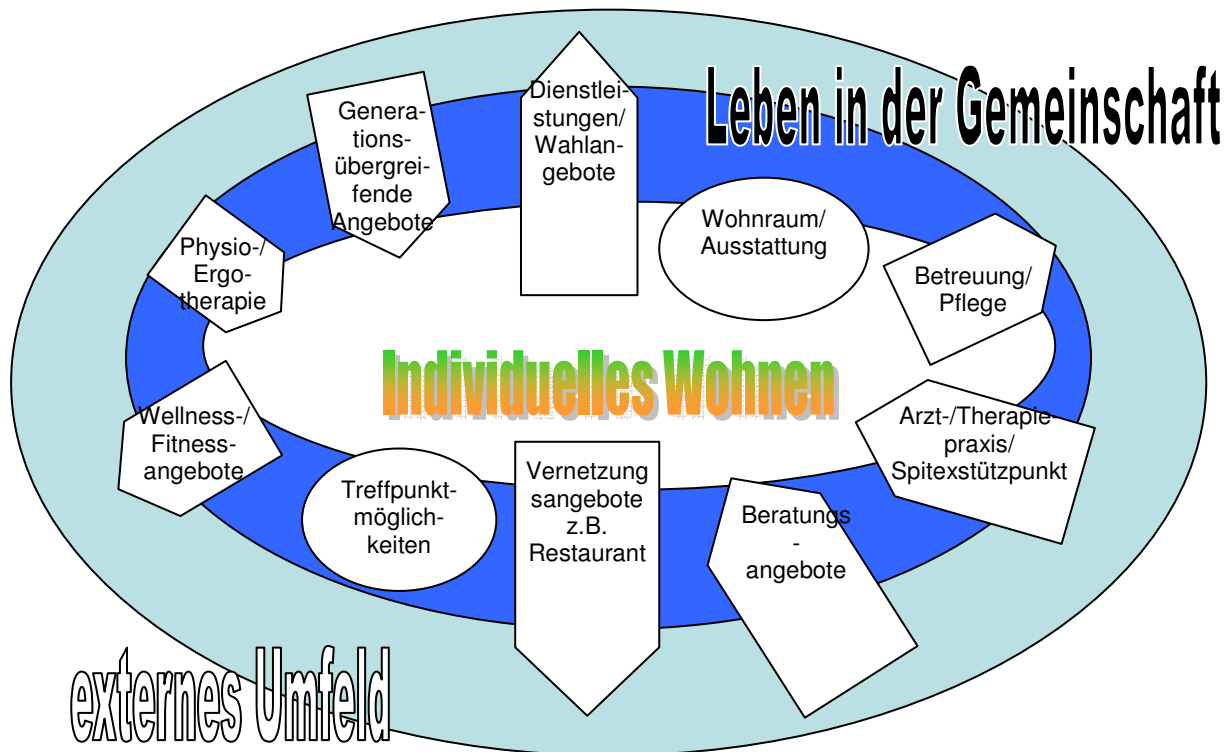 Leben in der Gemeinschaft
Genera-
tions-
übergrei-
fende
Angebote
Dienstlei-
stungen/
Wahlan-
gebote
Wohnraum/
Ausstattung
Physio-/
Ergo-
therapie
Betreuung/
Pflege
Individuelles Wohnen
Wellness-/
Fitness-
angebote
Arzt-/Therapie-
praxis/
Spitexstützpunkt
Treffpunkt-
möglich-
keiten
Vernetzung
sangebote
z.B.
Restaurant
Beratungs
-
angebote
externes Umfeld